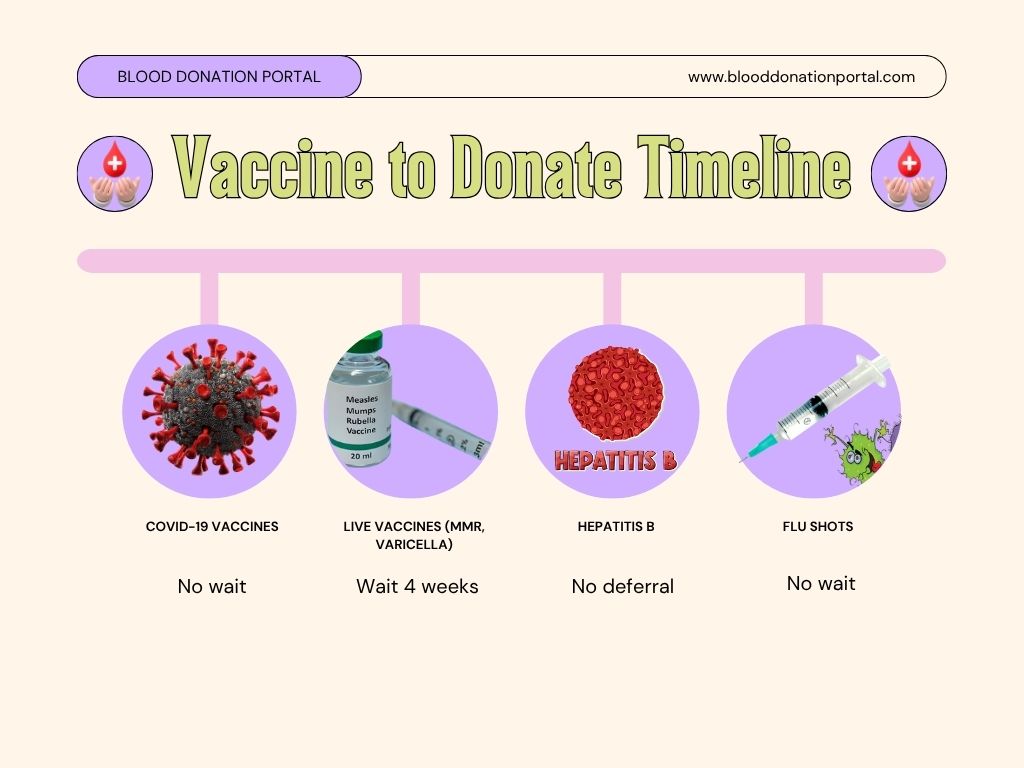 BLOOD DONATION PORTAL
www.blooddonationportal.com
Vaccine to Donate Timeline
Measles
Mumps
Rubella
Vaccine
20 ml
HEPATITIS B
COVID-19 VACCINES
LIVE VACCINES (MMR,
VARICELLA)
HEPATITIS B
FLU SHOTS
No wait
Wait 4 weeks
No deferral
No wait